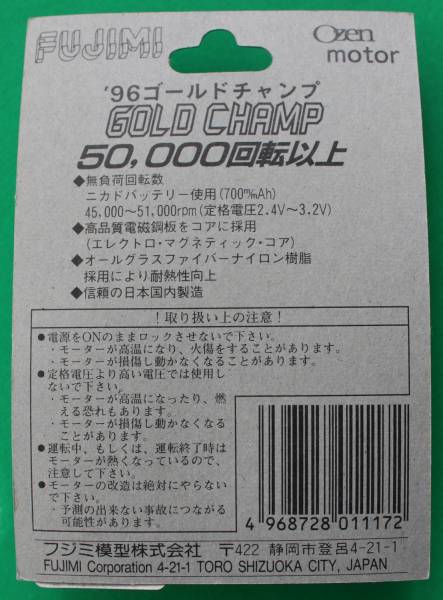 FUJIMI
Ozen
motor
'96ゴールドチャンプ
GOLD CHAMP
50,000回転以上
◆無負荷回転数
ニカドバッテリー使用(700mAh)
45,000〜51,000rpm(定格電圧2.4V〜3.2V)
◆高品質電磁鋼板をコアに採用
(エレクトロ・マグネティック・コア)
◆オールグラスファイバーナイロン樹脂
採用により耐熱性向上
◆信頼の日本国内製造
!取り扱い上の注意!
●電源をONのままロックさせないで下さい。
・モーターが高温になり、火傷をすることがあります。
・モーターが損傷し動かなくなることがあります。
●定格電圧より高い電圧では使用し
ないで下さい。
・モーターが高温になったり、燃
える恐れもあります。
・モーターが損傷し動かなくなる
ことがあります。
●運転中、もしくは、運転終了時は
モーターが熱くなっているので、
注意して下さい。
●モーターの改造は絶対にやらない
で下さい。
・予測の出来ない事故につながる
可能性があります。
4 968728 011172
フジミ模型株式会社 〒422 静岡市登呂4-21-1
FUJIMI Corporation 4-21-1 TORO SHIZUOKA CITY, JAPAN